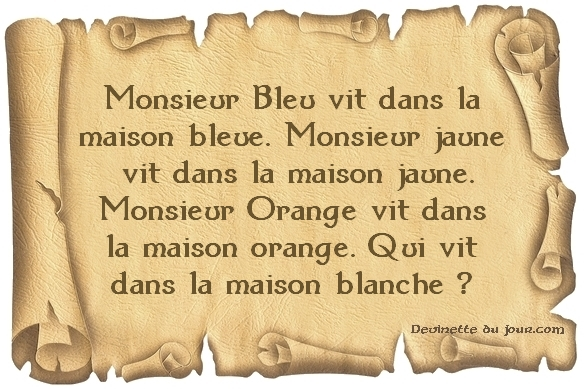 Monsieur Bleu vit dans la
maison bleue. Monsieur jaune
vit dans la maison jaune.
Monsieur Orange vit dans
la maison orange. Qui vit
dans la maison blanche ?
Devinette du jour.com